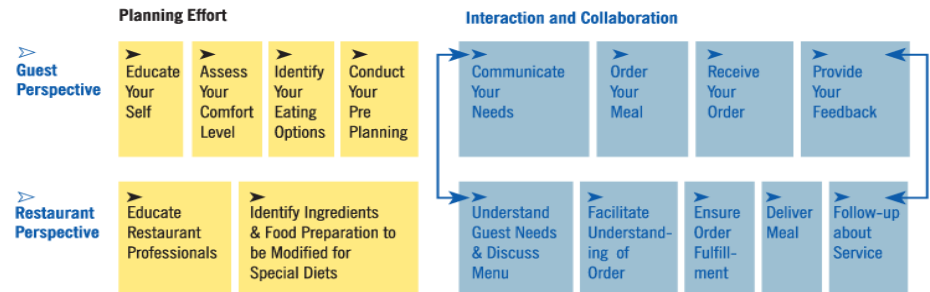 Planning Effort
Interaction and Collaboration
Guest
Perspective
Educate
Your
Self
Assess
Your
Comfort
Level
Identify
Your
Eating
Options
Conduct
Your
Pre
Planning
Communicate
Your
Needs
Order
Your
Meal
Receive
Your
Order
Provide
Your
Feedback
Restaurant
Perspective
Educate
Restaurant
Professionals
Identify Ingredients
& Food Preparation to
be Modified for
Special Diets
Understand
Guest Needs
& Discuss
Menu
Facilitate
Understand-
ing of
Order
Ensure
Order
Fulfill-
ment
Deliver
Meal
Follow-up
about
Service